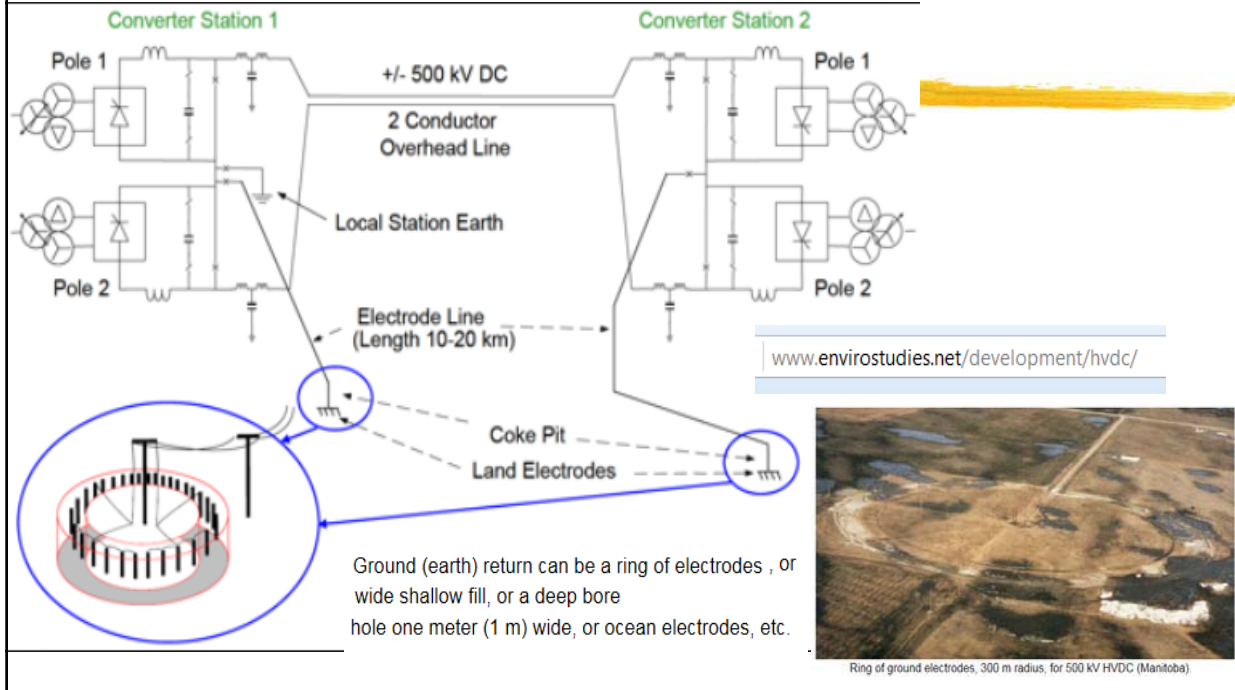 Converter Station 1
Converter Station 2
Pole 1
Pole 1
+/- 500 kV DC
2 Conductor
Overhead Line
Local Station Earth
Pole 2
Pole 2
Electrode Line
(Length 10-20 km)
www.envirostudies.net/development/hvdc/
Coke Pit
Land Electrodes
Ground (earth) return can be a ring of electrodes , or
wide shallow fill, or a deep bore
hole one meter (1 m) wide, or ocean electrodes, etc.
Ring of ground electrodes, 300 m radius, for 500 kV HVDC (Manitoba).